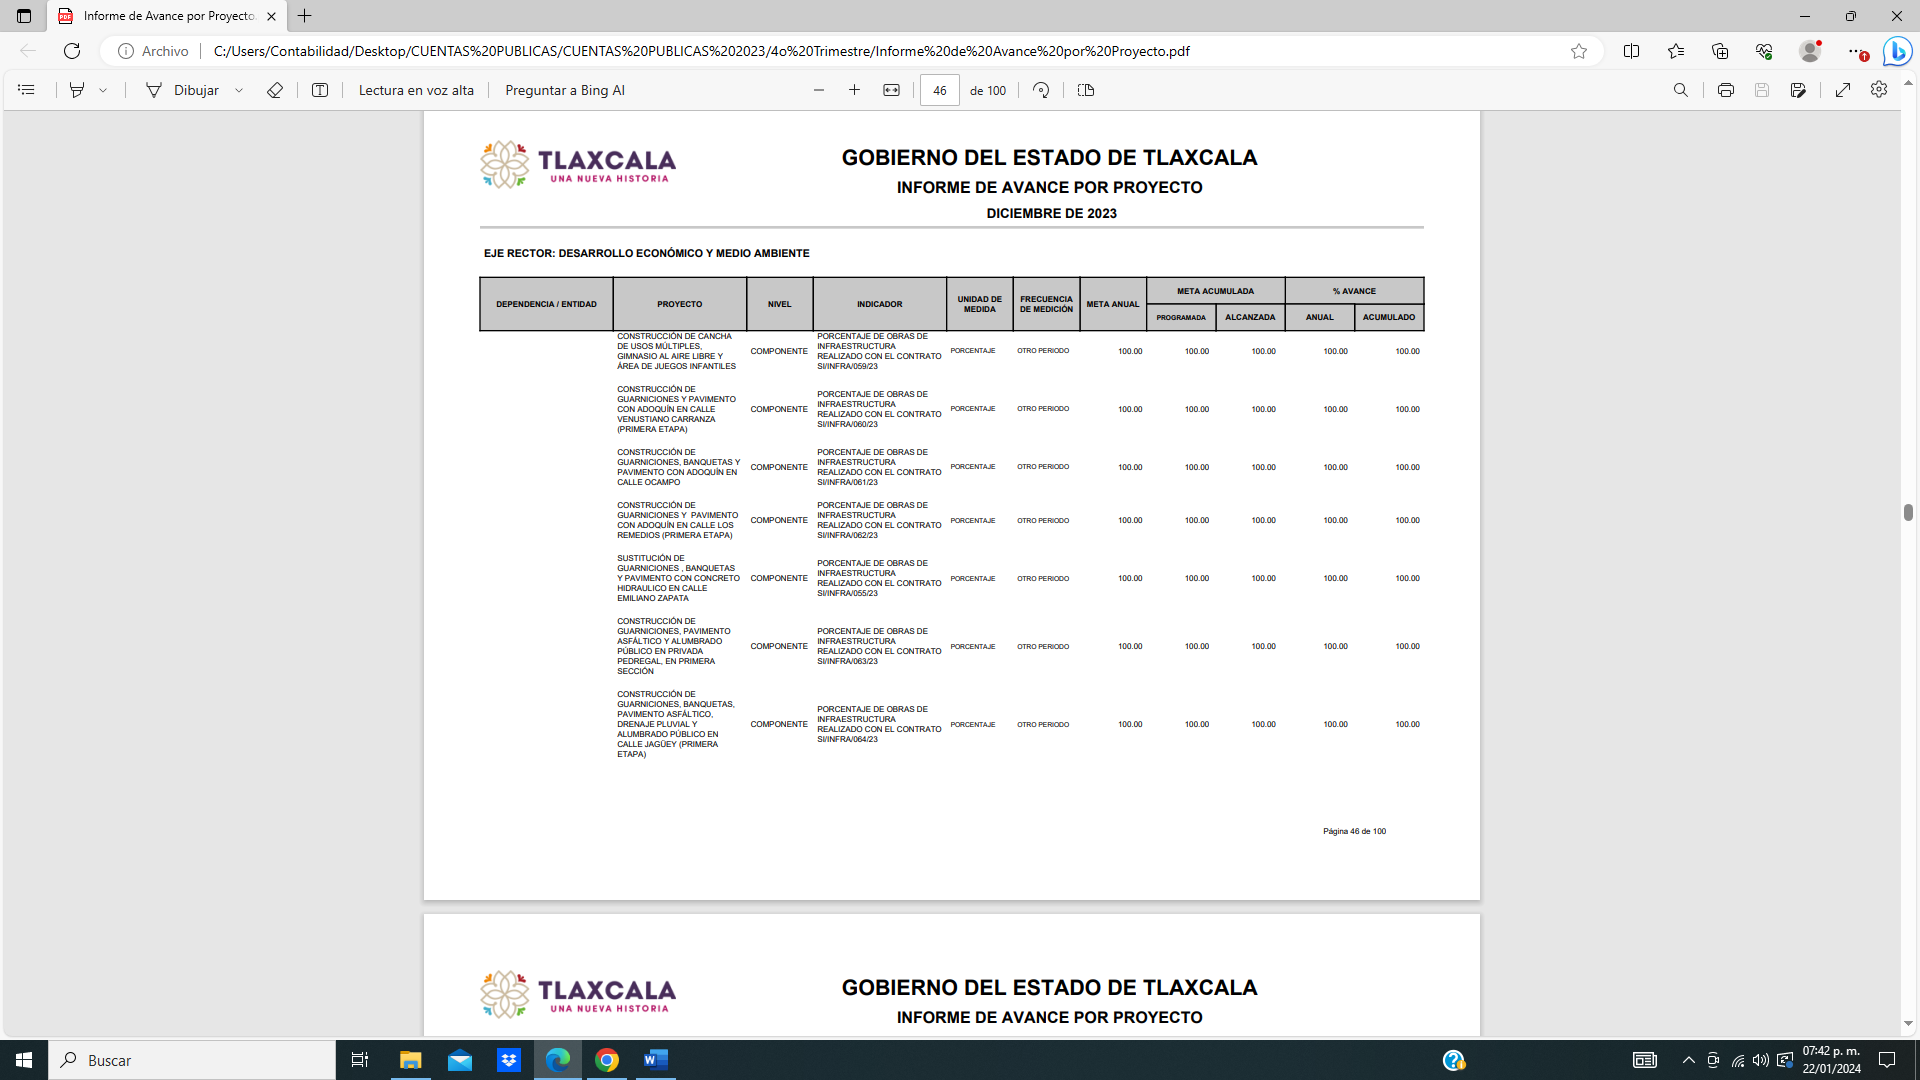 Informe de Avance por Proyecto.
Archivo
C:/Users/Contabilidad/Desktop/CUENTAS%20PUBLICAS/CUENTAS%20PUBLICAS%202023/4o%20Trimestre/Informe%20de%20Avance%20por%20Proyecto.pdf
Dibujar
Lectura en voz alta
Preguntar a Bing AI
46 de 100
TLAXCALA
UNA NUEVA HISTORIA
GOBIERNO DEL ESTADO DE TLAXCALA
INFORME DE AVANCE POR PROYECTO
DICIEMBRE DE 2023
EJE RECTOR: DESARROLLO ECONÓMICO Y MEDIO AMBIENTE
DEPENDENCIA / ENTIDAD
PROYECTO
NIVEL
INDICADOR
UNIDAD DE
MEDIDA
FRECUENCIA
DE MEDICIÓN
META ANUAL
META ACUMULADA
PROGRAMADA
ALCANZADA
% AVANCE
ANUAL
ACUMULADO
CONSTRUCCIÓN DE CANCHA
DE USOS MÚLTIPLES,
GIMNASIO AL AIRE LIBRE Y
ÁREA DE JUEGOS INFANTILES
COMPONENTE
PORCENTAJE DE OBRAS DE
INFRAESTRUCTURA
REALIZADO CON EL CONTRATO
SI/INFRA/059/23
PORCENTAJE
OTRO PERIODO
100.00 100.00 100.00 100.00 100.00
CONSTRUCCIÓN DE
GUARNICIONES Y PAVIMENTO
CON ADOQUÍN EN CALLE
VENUSTIANO CARRANZA
(PRIMERA ETAPA)
COMPONENTE
PORCENTAJE DE OBRAS DE
INFRAESTRUCTURA
REALIZADO CON EL CONTRATO
SI/INFRA/060/23
PORCENTAJE
OTRO PERIODO
100.00 100.00 100.00 100.00 100.00
CONSTRUCCIÓN DE
GUARNICIONES, BANQUETAS Y
PAVIMENTO CON ADOQUÍN EN
CALLE OCAMPO
COMPONENTE
PORCENTAJE DE OBRAS DE
INFRAESTRUCTURA
REALIZADO CON EL CONTRATO
SI/INFRA/061/23
PORCENTAJE
OTRO PERIODO
100.00 100.00 100.00 100.00 100.00
CONSTRUCCIÓN DE
GUARNICIONES Y PAVIMENTO
CON ADOQUÍN EN CALLE LOS
REMEDIOS (PRIMERA ETAPA)
COMPONENTE
PORCENTAJE DE OBRAS DE
INFRAESTRUCTURA
REALIZADO CON EL CONTRATO
SI/INFRA/062/23
PORCENTAJE
OTRO PERIODO
100.00 100.00 100.00 100.00 100.00
SUSTITUCIÓN DE
GUARNICIONES , BANQUETAS
Y PAVIMENTO CON CONCRETO
HIDRAULICO EN CALLE
EMILIANO ZAPATA
COMPONENTE
PORCENTAJE DE OBRAS DE
INFRAESTRUCTURA
REALIZADO CON EL CONTRATO
SI/INFRA/055/23
PORCENTAJE
OTRO PERIODO
100.00 100.00 100.00 100.00 100.00
CONSTRUCCIÓN DE
GUARNICIONES, PAVIMENTO
ASFÁLTICO Y ALUMBRADO
PÚBLICO EN PRIVADA
PEDREGAL, EN PRIMERA
SECCIÓN
COMPONENTE
PORCENTAJE DE OBRAS DE
INFRAESTRUCTURA
REALIZADO CON EL CONTRATO
SI/INFRA/063/23
PORCENTAJE
OTRO PERIODO
100.00 100.00 100.00 100.00 100.00
CONSTRUCCIÓN DE
GUARNICIONES, BANQUETAS,
PAVIMENTO ASFÁLTICO,
DRENAJE PLUVIAL Y
ALUMBRADO PÚBLICO EN
CALLE JAGÜEY (PRIMERA
ETAPA)
COMPONENTE
PORCENTAJE DE OBRAS DE
INFRAESTRUCTURA
REALIZADO CON EL CONTRATO
SI/INFRA/064/23
PORCENTAJE
OTRO PERIODO
100.00 100.00 100.00 100.00 100.00
Página 46 de 100
TLAXCALA
UNA NUEVA HISTORIA
GOBIERNO DEL ESTADO DE TLAXCALA
INFORME DE AVANCE POR PROYECTO
Buscar
07:42 p. m.
22/01/2024